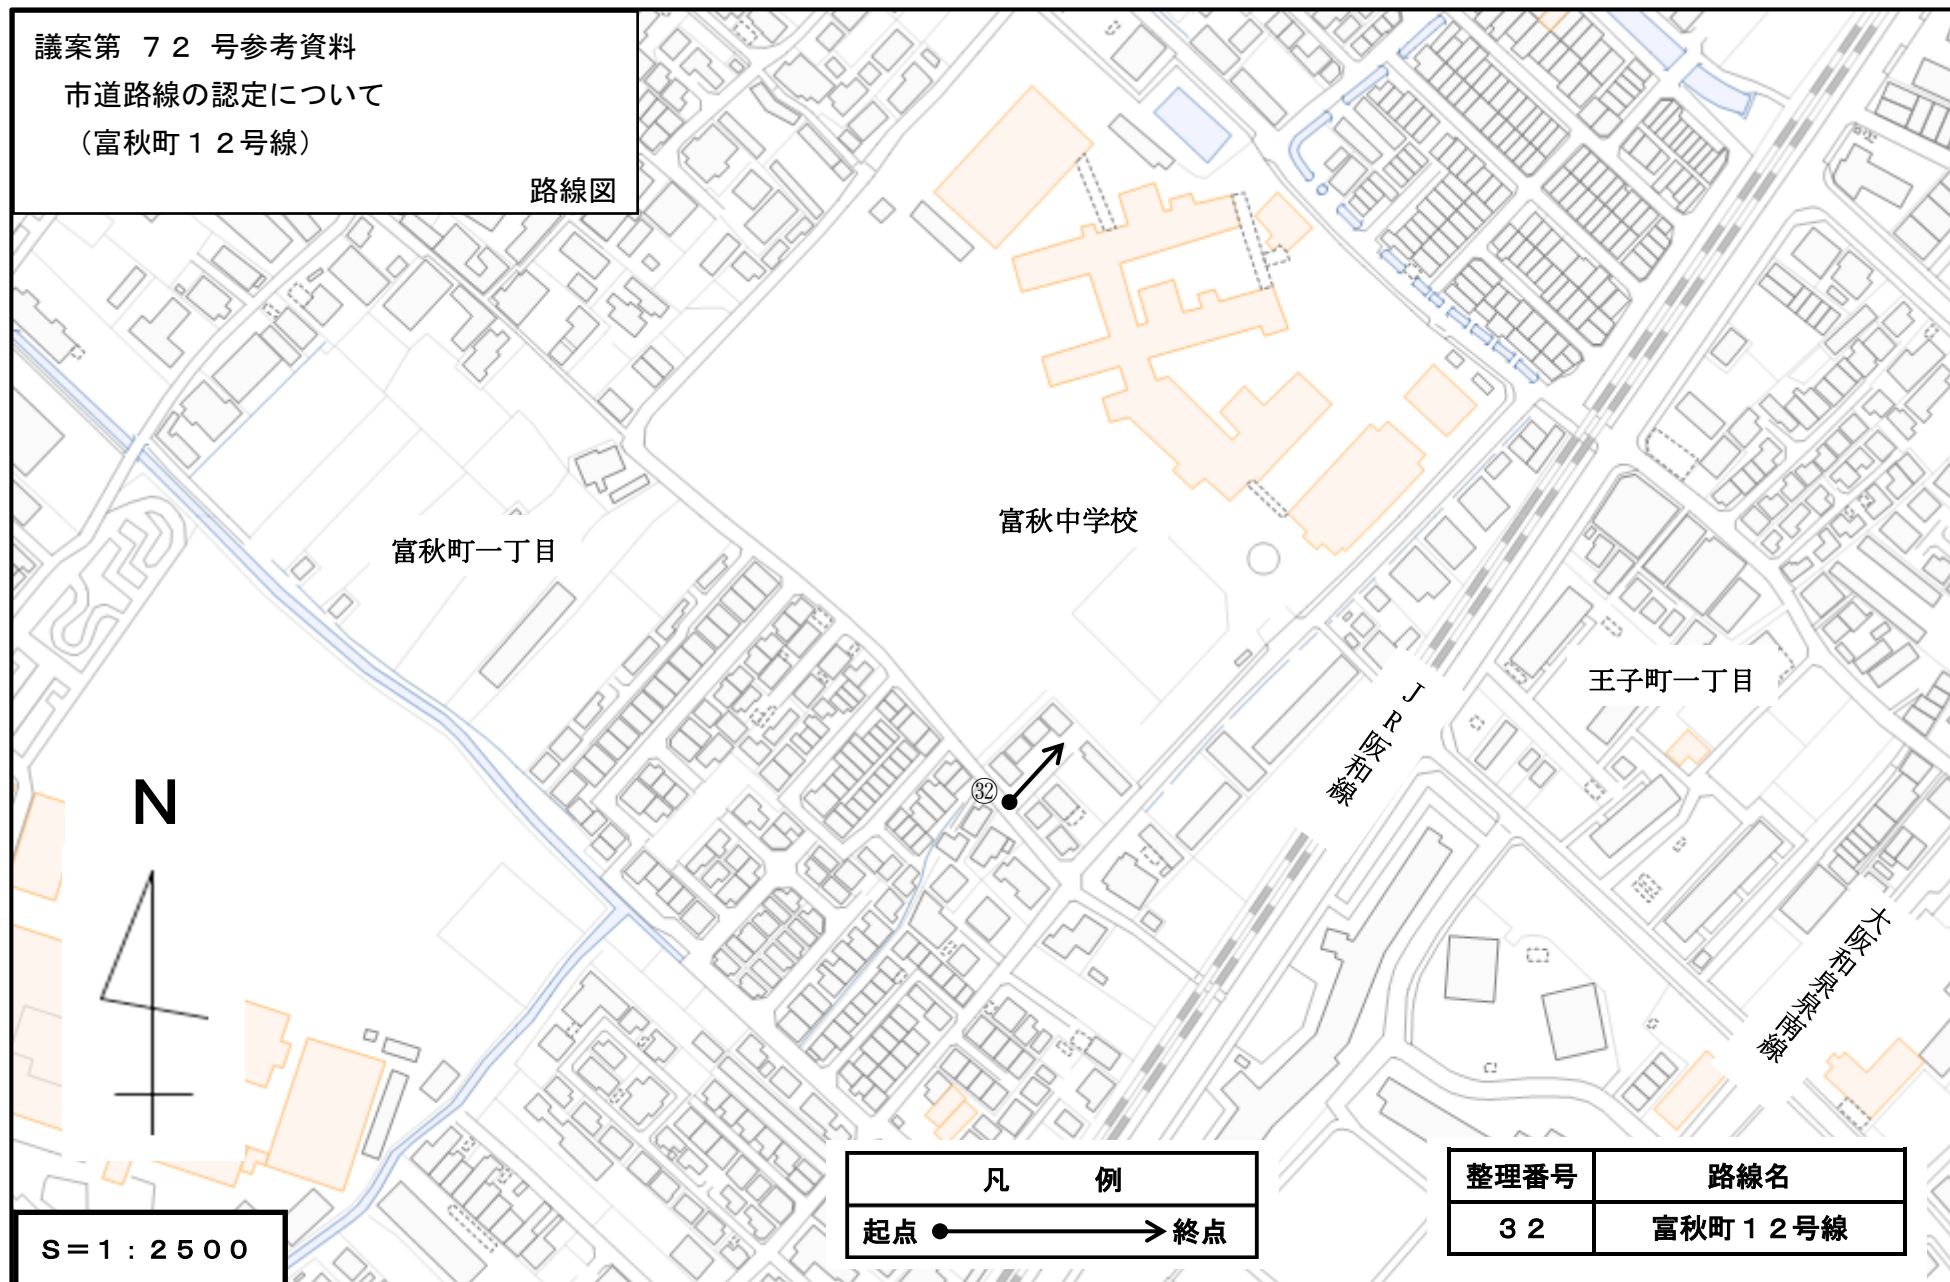 議案第 ７２ 号参考資料
市道路線の認定について
（富秋町１２号線）
路線図
富秋中学校
富秋町一丁目
王子町一丁目
ＪＲ阪和線
㉜
N
大阪和泉泉南線
凡 例
起点 終点
整理番号 路線名
３２ 富秋町１２号線
Ｓ＝１：２５００